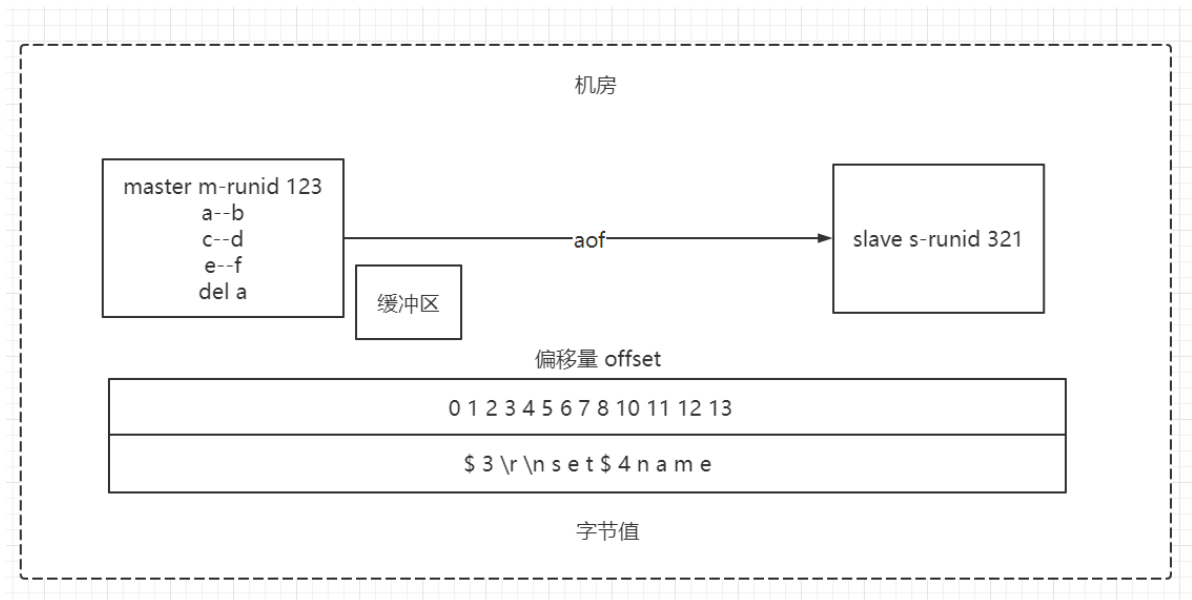 机房
master m-runid 123
a--b
c--d
e--f
del a
aof
slave s-runid 321
缓冲区
偏移量 offset
0 1 2 3 4 5 6 7 8 10 11 12 13
$ 3 \r \n s e t $ 4 n a m e
字节值